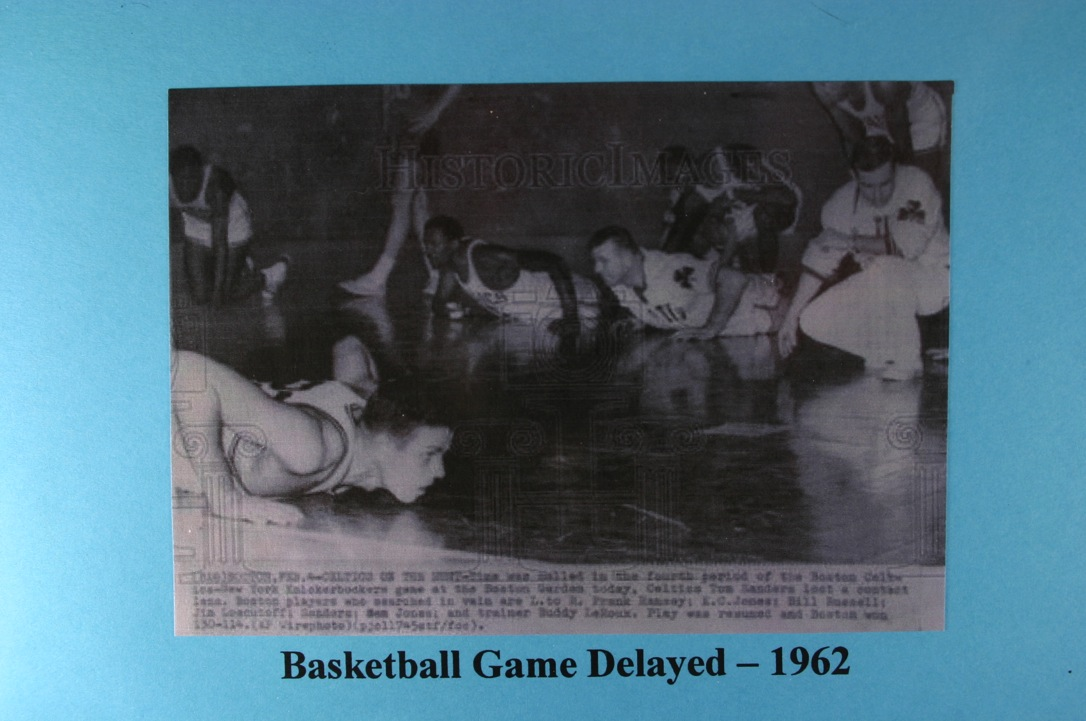 HISTORIC IMAGES
BOSTON, FEB. 4—CELTICS ON THE HUNT—Time was called in the fourth period of the Boston Celt-
ics-New York Knickerbockers game at the Boston Garden today. Celtics Tom Sanders lost a contact
lens. Boston players who searched in vain are L. to R. Frank Ramsey; K.C. Jones; Bill Russell;
Jim Loscutoff; Sanders; Sam Jones; and trainer Buddy LeRoux. Play was resumed and Boston won
130-114. (AP Wirephoto)
Basketball Game Delayed – 1962